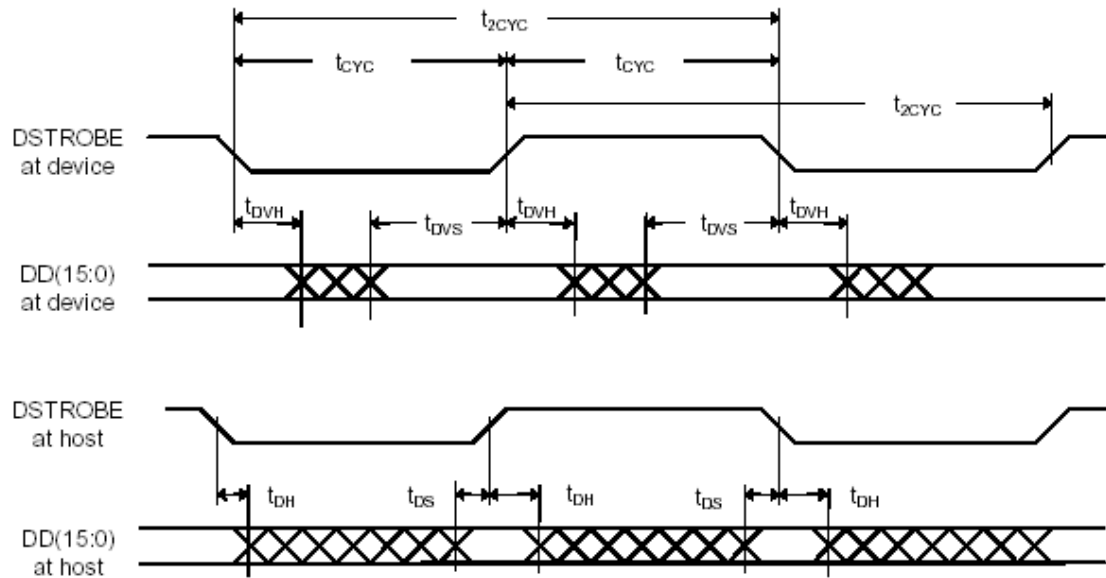 t2CYC
tCYC tCYC
t2CYC
DSTROBE
at device
tDVH tDVS tDVH tDVS tDVH
DD(15:0)
at device
DSTROBE
at host
tDH tDS tDH tDS tDH
DD(15:0)
at host